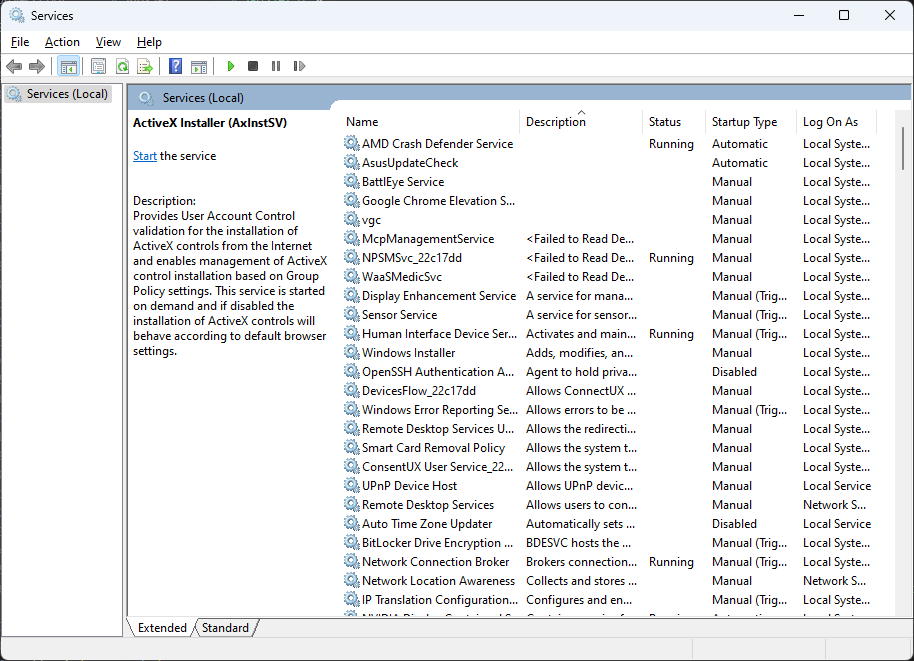 Services
File Action View Help
Services (Local)
Services (Local)
ActiveX Installer (AxInstSV)
Start the service
Description:
Provides User Account Control
validation for the installation of
ActiveX controls from the Internet
and enables management of ActiveX
control installation based on Group
Policy settings. This service is started
on demand and if disabled the
installation of ActiveX controls will
behave according to default browser
settings.
Name Description Status Startup Type Log On As
AMD Crash Defender Service Running Automatic Local Syste...
AsusUpdateCheck Automatic Local Syste...
BattlEye Service Manual Local Syste...
Google Chrome Elevation S... Manual Local Syste...
vgc Manual Local Syste...
McpManagementService <Failed to Read De... Manual Local Syste...
NPSMSvc_22c17dd <Failed to Read De... Running Manual Local Syste...
WaaSMedicSvc <Failed to Read De... Manual Local Syste...
Display Enhancement Service A service for mana... Manual (Trig... Local Syste...
Sensor Service A service for sensor... Manual (Trig... Local Syste...
Human Interface Device Ser... Activates and main... Running Manual (Trig... Local Syste...
Windows Installer Adds, modifies, an... Manual Local Syste...
OpenSSH Authentication A... Agent to hold priva... Disabled Local Syste...
DevicesFlow_22c17dd Allows ConnectUX ... Manual Local Syste...
Windows Error Reporting Se... Allows errors to be ... Manual (Trig... Local Syste...
Remote Desktop Services U... Allows the redirecti... Manual Local Syste...
Smart Card Removal Policy Allows the system t... Manual Local Syste...
ConsentUX User Service_22... Allows the system t... Manual Local Syste...
UPnP Device Host Allows UPnP devic... Manual Local Service
Remote Desktop Services Allows users to con... Manual Network S...
Auto Time Zone Updater Automatically sets ... Disabled Local Service
BitLocker Drive Encryption ... BDESVC hosts the ... Manual (Trig... Local Syste...
Network Connection Broker Brokers connection... Running Manual (Trig... Local Syste...
Network Location Awareness Collects and stores ... Manual Network S...
IP Translation Configuration... Configures and en... Manual (Trig... Local Syste...
Extended Standard